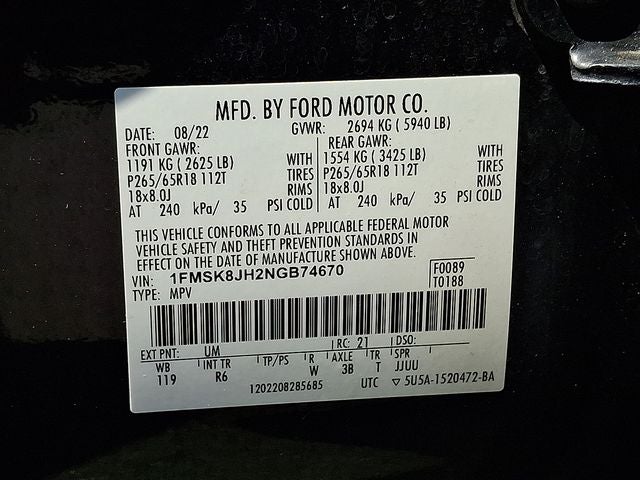 MFD. BY FORD MOTOR CO.
DATE: 08/22 GVWR: 2694 KG ( 5940 LB)
FRONT GAWR: REAR GAWR:
1191 KG ( 2625 LB) WITH 1554 KG ( 3425 LB) WITH
P265/65R18 112T TIRES P265/65R18 112T TIRES
18x8.0J RIMS 18x8.0J RIMS
AT 240 kPa/ 35 PSI COLD AT 240 kPa/ 35 PSI COLD
THIS VEHICLE CONFORMS TO ALL APPLICABLE FEDERAL MOTOR
VEHICLE SAFETY AND THEFT PREVENTION STANDARDS IN
EFFECT ON THE DATE OF MANUFACTURE SHOWN ABOVE.
VIN: 1FMSK8JH2NGB74670 F0089
TYPE: MPV T0188
EXT PNT: UM RC: 21 DSO:
WB INT TR TP/PS R AXLE TR SPR
119 R6 W 3B T JJUU
1202208285685 UTC ▽ 5U5A-1520472-BA